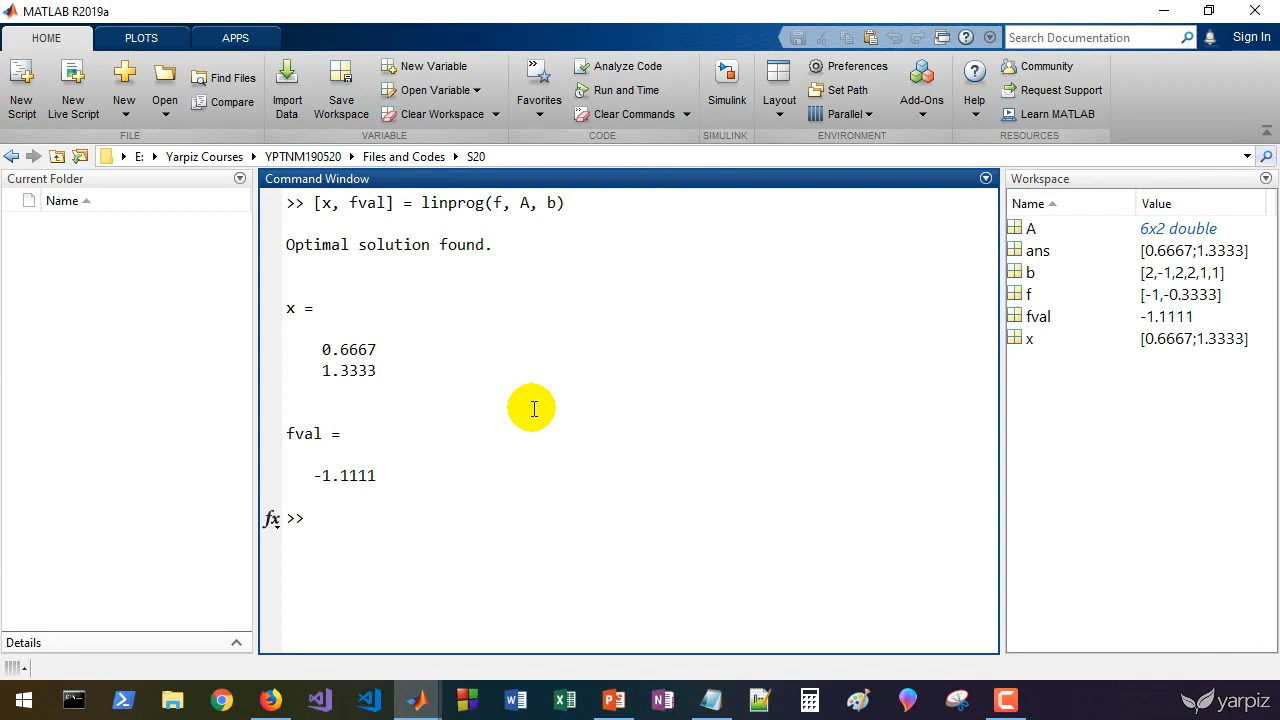 MATLAB R2019a
HOME PLOTS APPS
Search Documentation
Sign In
New Script
New Live Script
New
Open
Find Files
Compare
FILE
Import Data
Save Workspace
New Variable
Open Variable
Clear Workspace
VARIABLE
Favorites
Analyze Code
Run and Time
Clear Commands
CODE
Simulink
SIMULINK
Layout
Preferences
Set Path
Parallel
Add-Ons
ENVIRONMENT
Help
Community
Request Support
Learn MATLAB
RESOURCES
E: Yarpiz Courses YPTNM190520 Files and Codes S20
Current Folder
Name
Details
Command Window
>> [x, fval] = linprog(f, A, b)
Optimal solution found.
x =
0.6667
1.3333
fval =
-1.1111
fx >>
Workspace
Name Value
A 6x2 double
ans [0.6667;1.3333]
b [2,-1,2,2,1,1]
f [-1,-0.3333]
fval -1.1111
x [0.6667;1.3333]
yarpiz